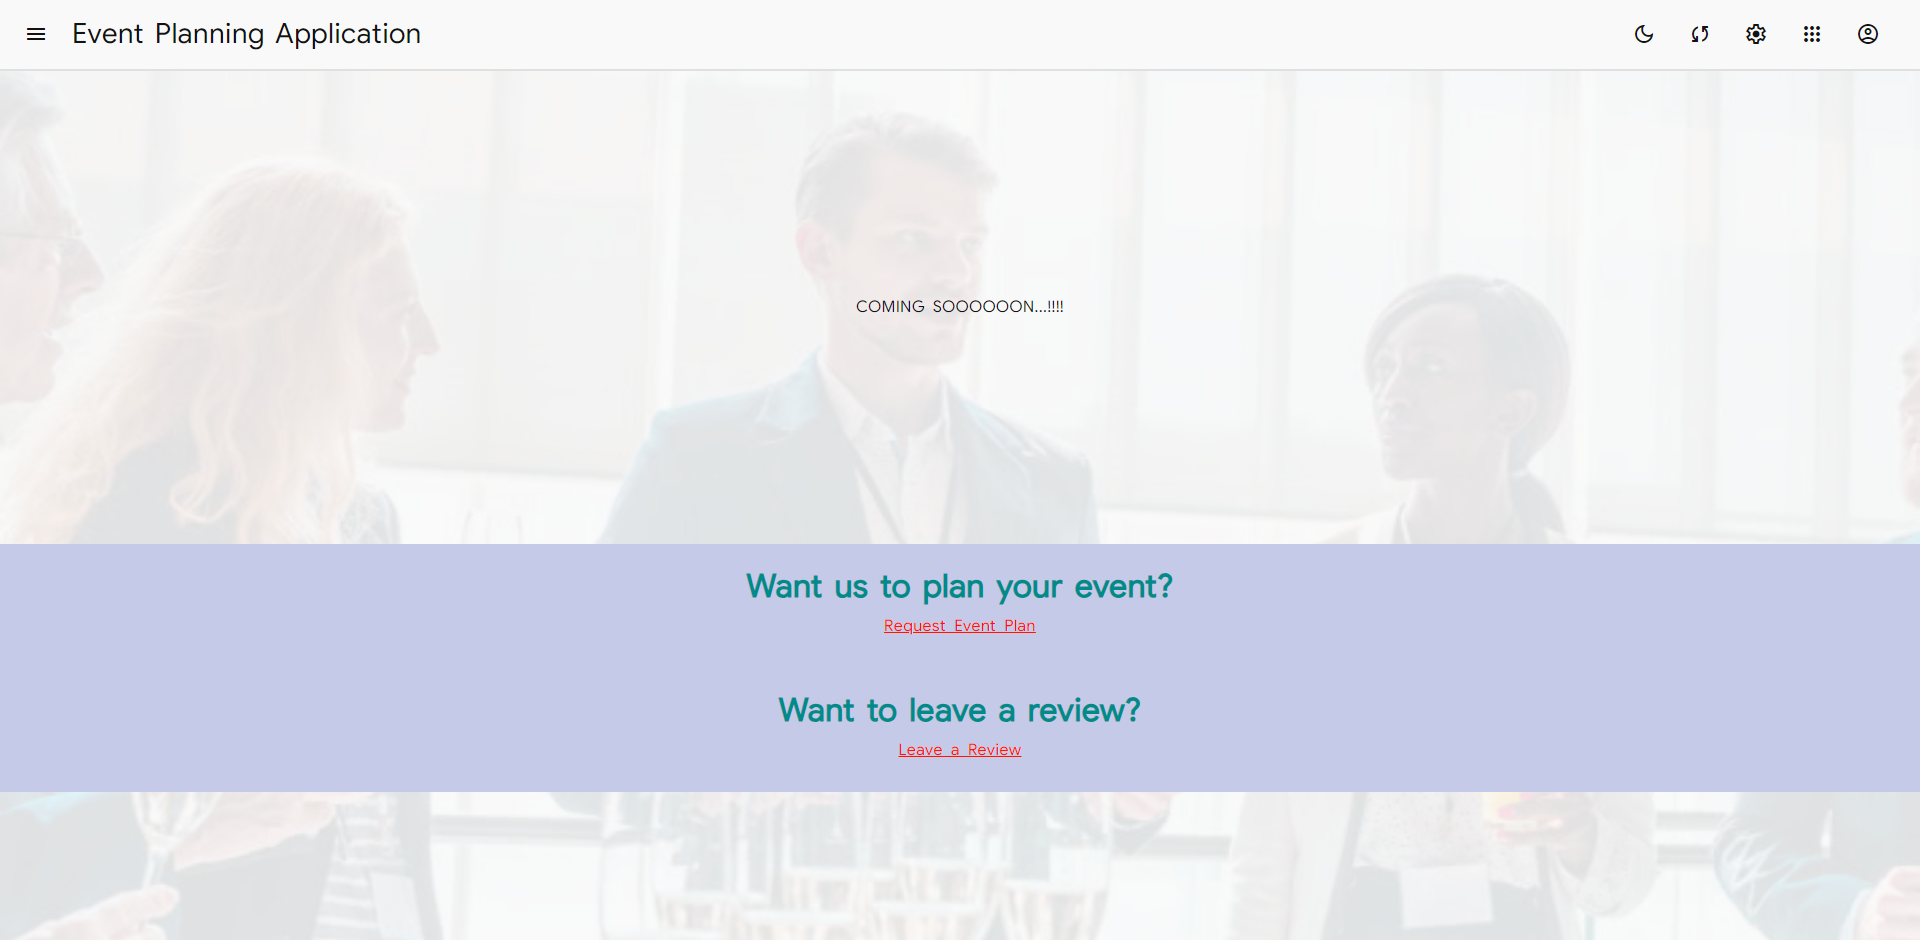 Event Planning Application
COMING SOOOOOON...!!!!
Want us to plan your event?
Request Event Plan
Want to leave a review?
Leave a Review